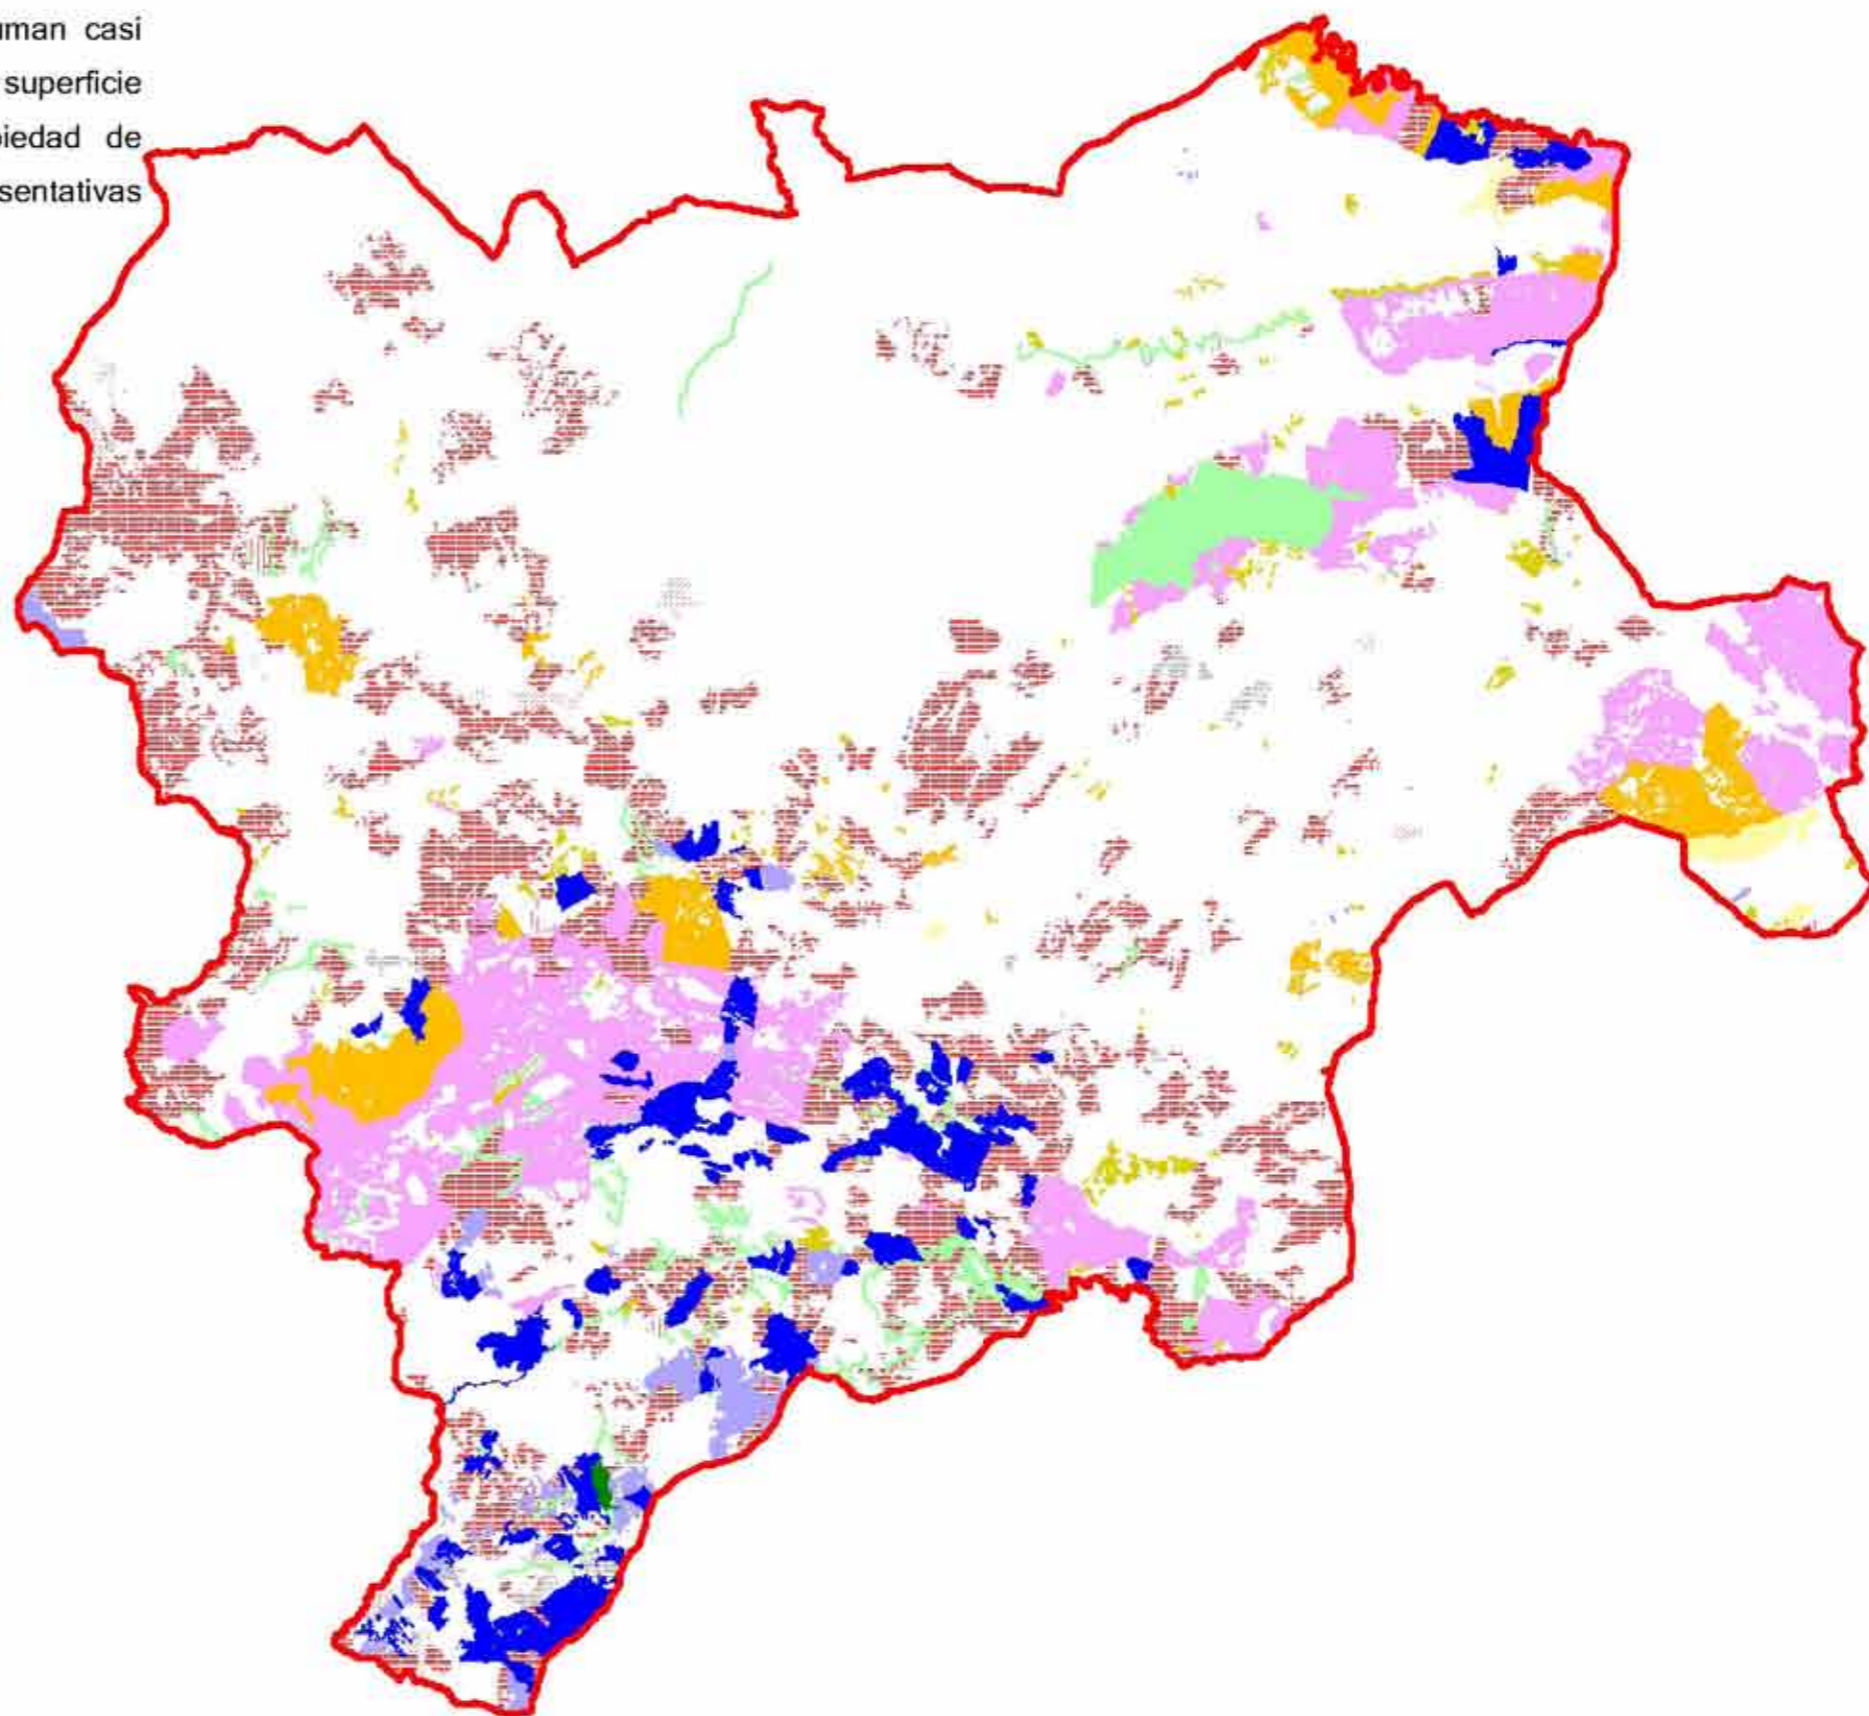 uman casi
superficie
piedad de
sentativas